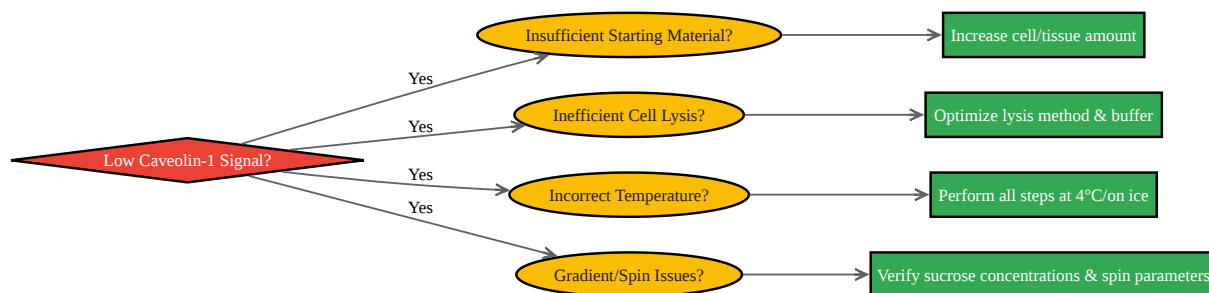 Insufficient Starting Material?
Increase cell/tissue amount
Yes
Inefficient Cell Lysis?
Optimize lysis method & buffer
Yes
Low Caveolin-1 Signal?
Yes
Incorrect Temperature?
Perform all steps at 4°C/on ice
Yes
Gradient/Spin Issues?
Verify sucrose concentrations & spin parameters